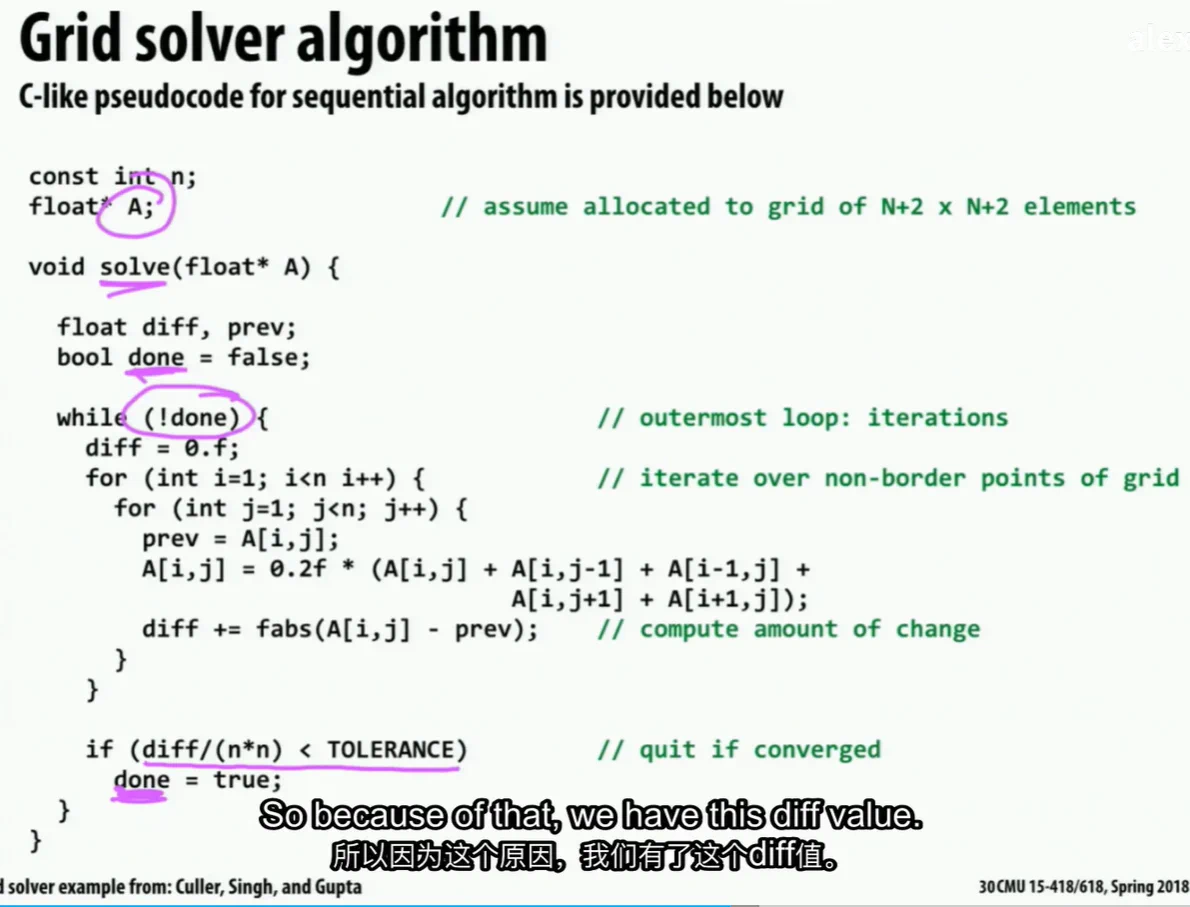 Grid solver algorithm
alex
C-like pseudocode for sequential algorithm is provided below
const int n;
float* A; // assume allocated to grid of N+2 x N+2 elements
void solve(float* A) {
float diff, prev;
bool done = false;
while (!done) { // outermost loop: iterations
diff = 0.f;
for (int i=1; i<n i++) { // iterate over non-border points of grid
for (int j=1; j<n; j++) {
prev = A[i,j];
A[i,j] = 0.2f * (A[i,j] + A[i,j-1] + A[i-1,j] +
A[i,j+1] + A[i+1,j]);
diff += fabs(A[i,j] - prev); // compute amount of change
}
}
if (diff/(n*n) < TOLERANCE) // quit if converged
done = true;
}
}
So because of that, we have this diff value.
所以因为这个原因，我们有了这个diff值。
d solver example from: Culler, Singh, and Gupta
30 CMU 15-418/618, Spring 2018